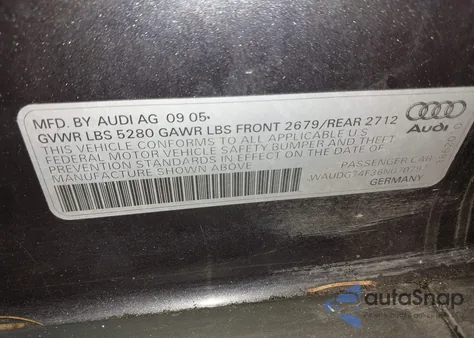 MFD. BY AUDI AG 09 05
GVWR LBS 5280 GAWR LBS FRONT 2679/REAR 2712
THIS VEHICLE CONFORMS TO ALL APPLICABLE U S
FEDERAL MOTOR VEHICLE SAFETY BUMPER AND THEFT
PREVENTION STANDARDS IN EFFECT ON THE DATE OF
MANUFACTURE SHOWN ABOVE
Audi
PASSENGER CAR
GERMANY
autoSnap